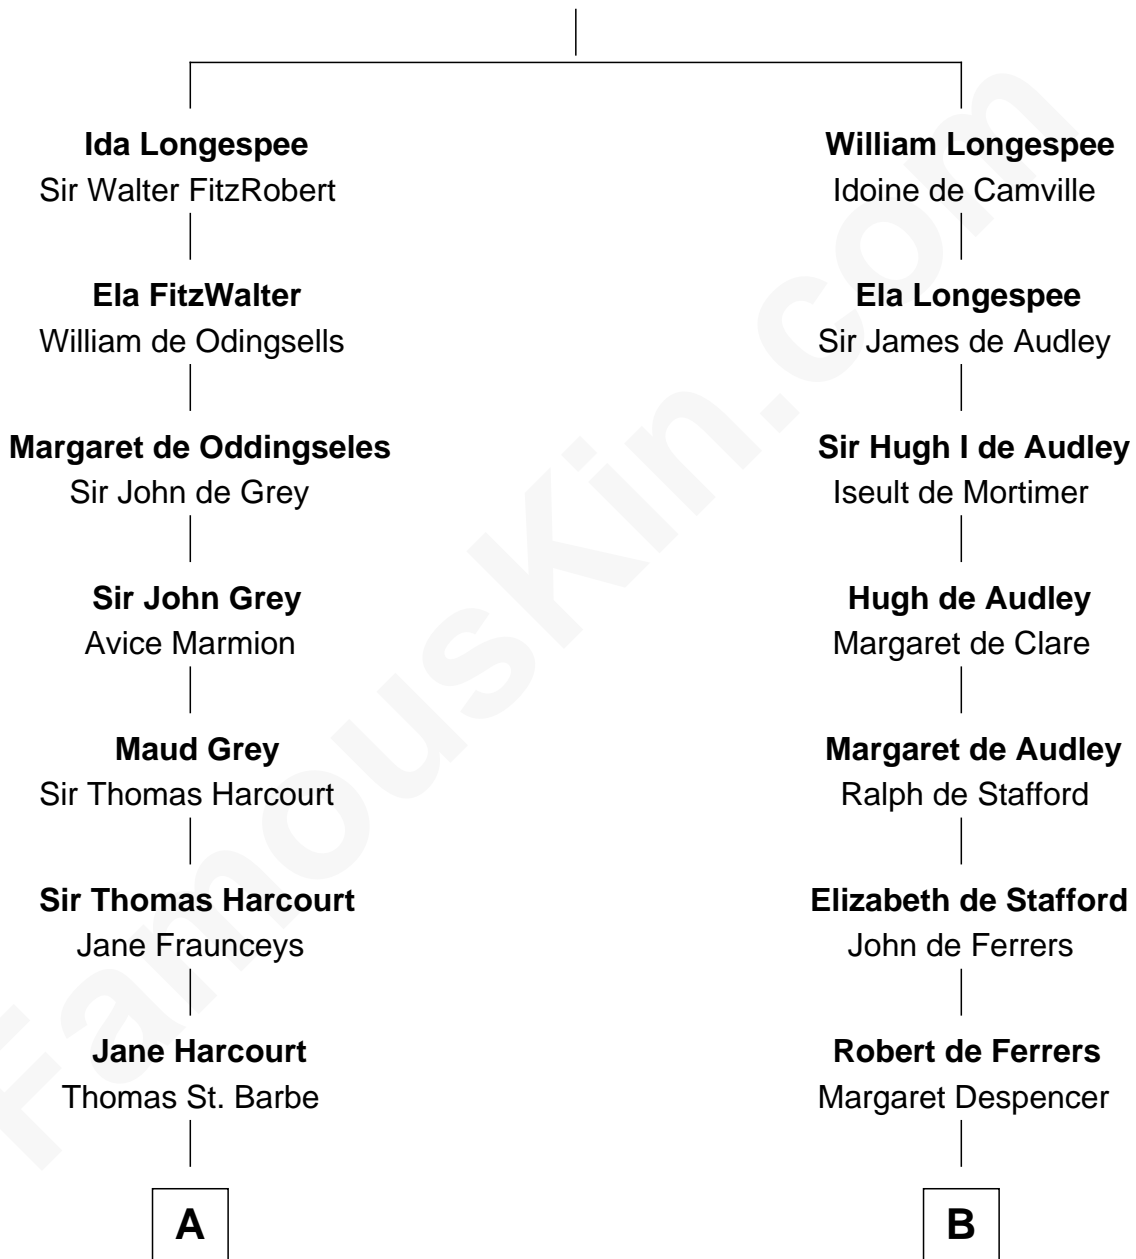 Ida Longespee
Sir Walter FitzRobert
Ela FitzWalter
William de Odingsells
Margaret de Oddingseles
Sir John de Grey
Sir John Grey
Avice Marmion
Maud Grey
Sir Thomas Harcourt
Sir Thomas Harcourt
Jane Fraunceys
Jane Harcourt
Thomas St. Barbe
A
William Longespee
Idoine de Camville
Ela Longespee
Sir James de Audley
Sir Hugh I de Audley
Iseult de Mortimer
Hugh de Audley
Margaret de Clare
Margaret de Audley
Ralph de Stafford
Elizabeth de Stafford
John de Ferrers
Robert de Ferrers
Margaret Despencer
B
FamousKin.com